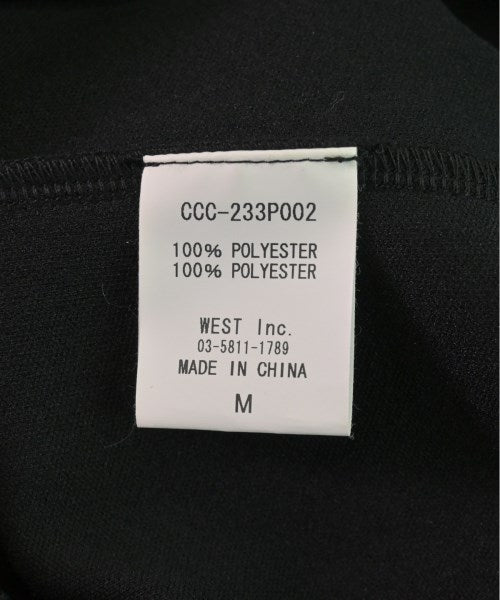 CCC-233P002
100% POLYESTER
100% POLYESTER
WEST Inc.
03-5811-1789
MADE IN CHINA
M